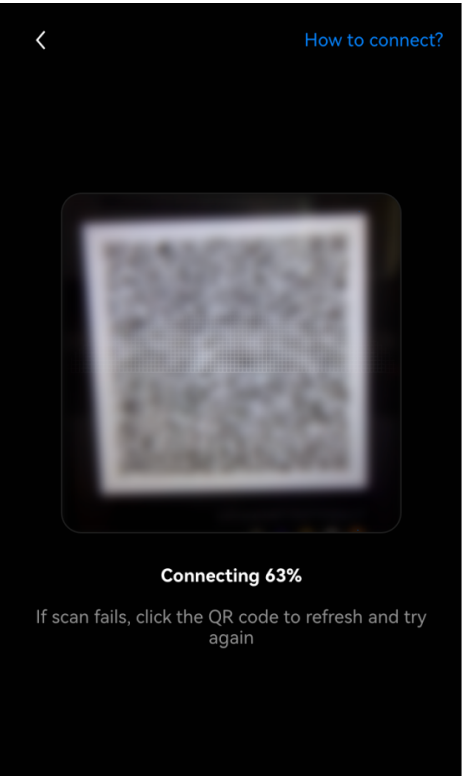 How to connect?
Connecting 63%
If scan fails, click the QR code to refresh and try
again